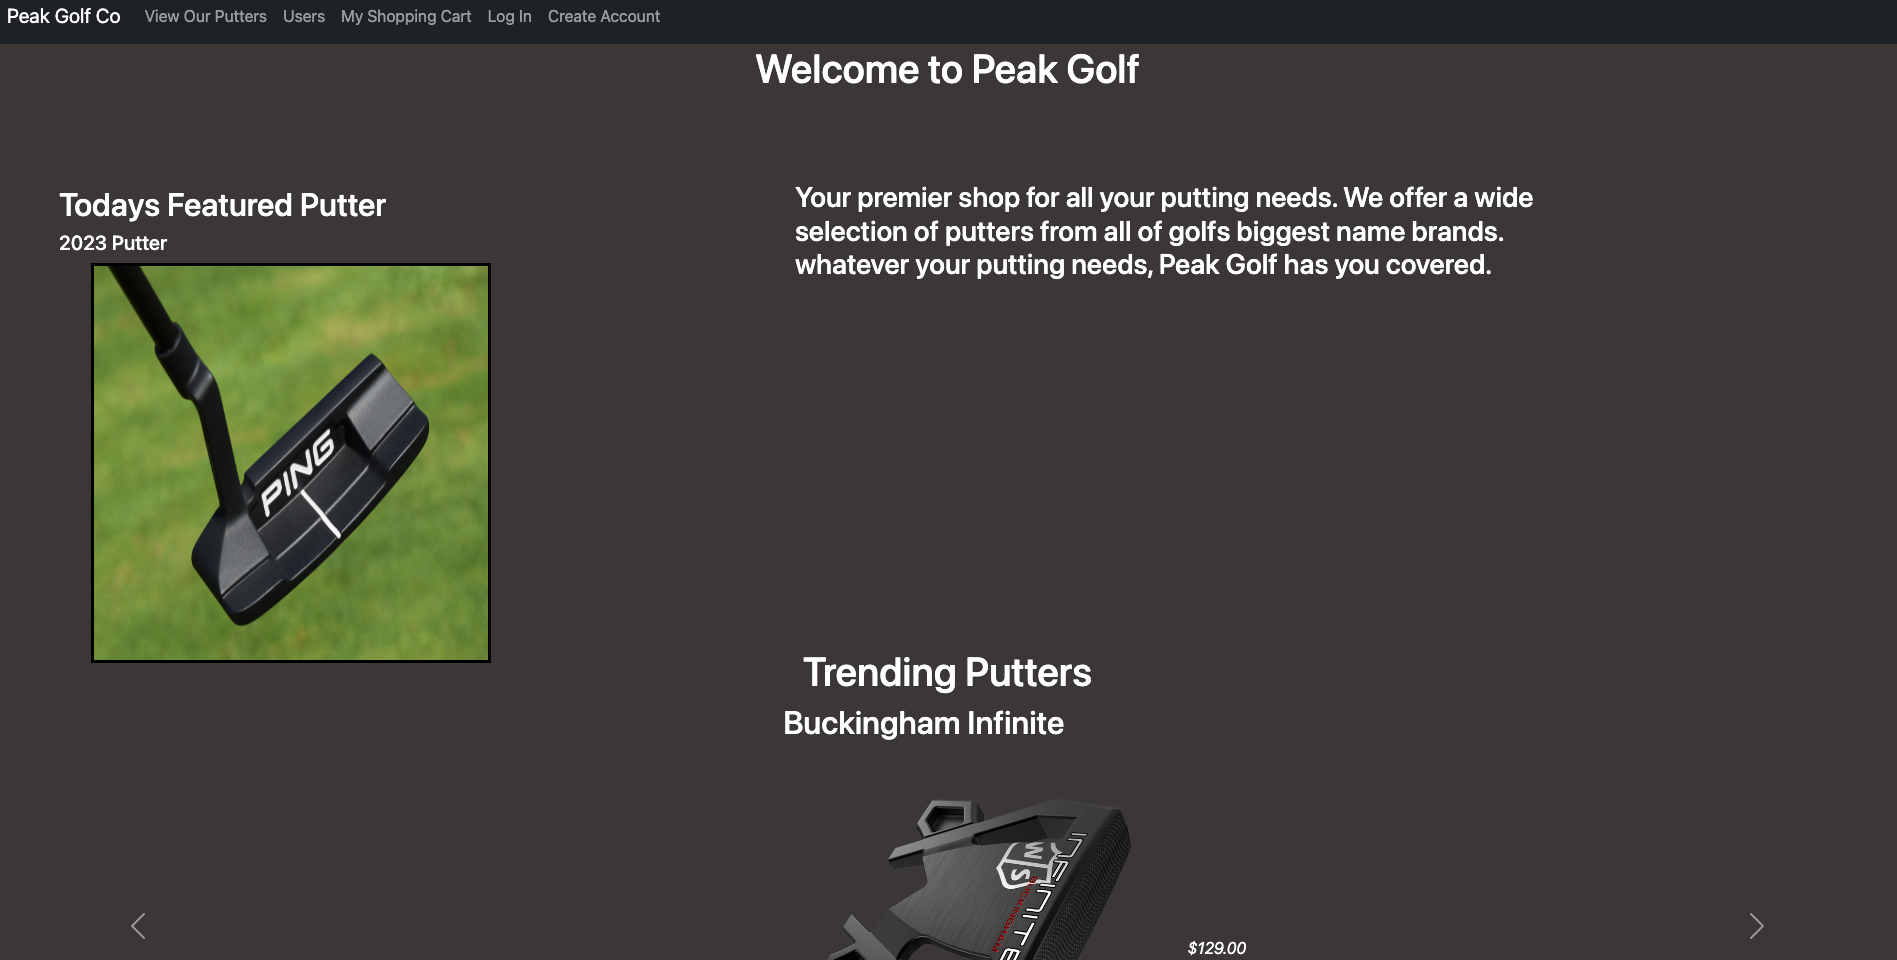 Peak Golf Co View Our Putters Users My Shopping Cart Log In Create Account
Welcome to Peak Golf
Todays Featured Putter
2023 Putter
PING
Your premier shop for all your putting needs. We offer a wide
selection of putters from all of golfs biggest name brands.
whatever your putting needs, Peak Golf has you covered.
Trending Putters
Buckingham Infinite
W
S
BUCKINGHAM
INFINITE
$129.00